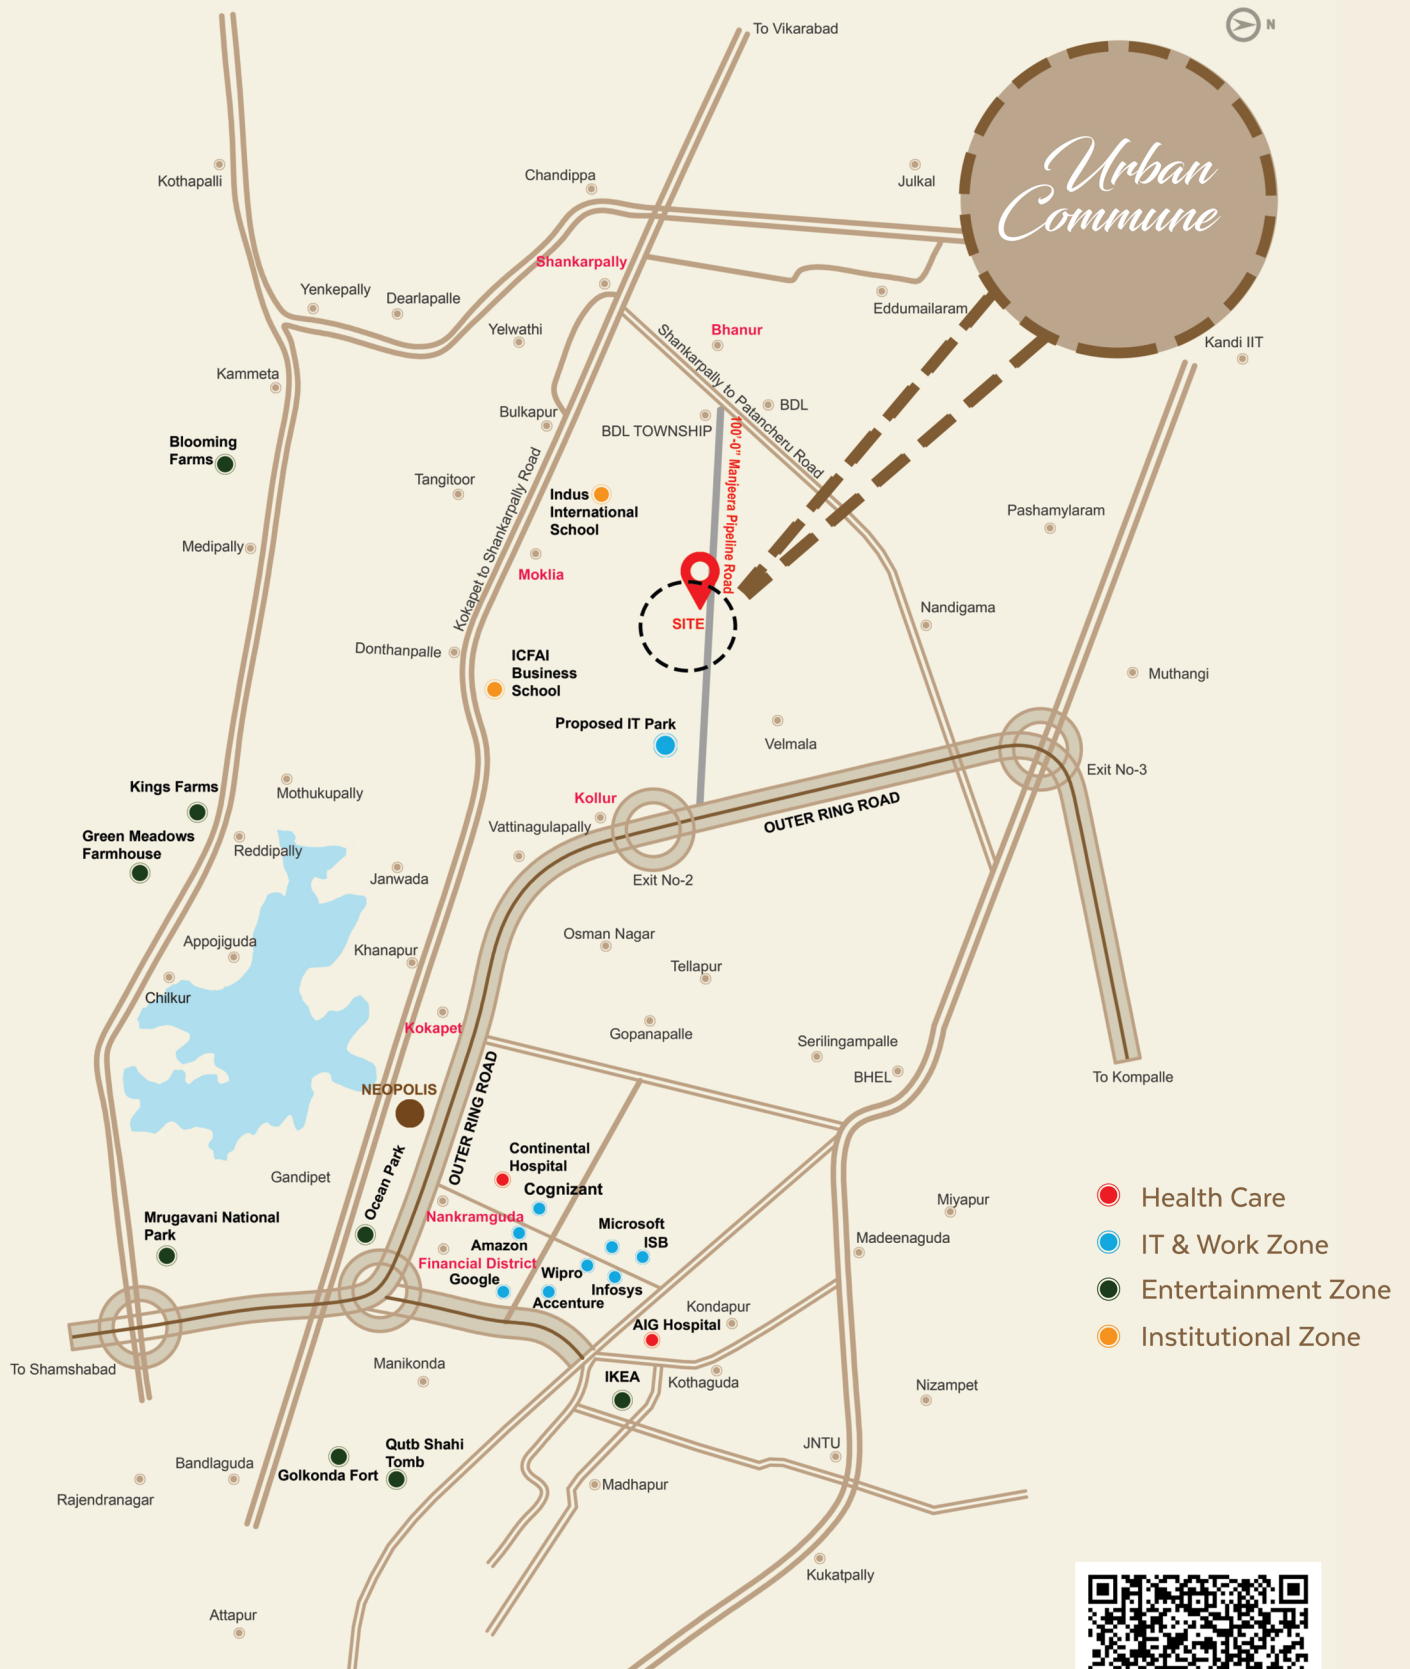 To Vikarabad
N
Urban
Commune
Kothapalli
Chandippa
Julkal
Shankarpally
Yenkepally
Dearlapalle
Eddumailaram
Yelwathi
Bhanur
Shankarpally to Patancheru Road
Kandi IIT
Kammeta
Bulkapur
BDL
BDL TOWNSHIP
100'-0" Manjeera Pipeline Road
Blooming
Farms
Kokapet to Shankarpally Road
Tangitoor
Indus
International
School
Pashamylaram
Medipally
Moklia
Nandigama
SITE
Donthanpalle
ICFAI
Business
School
Muthangi
Proposed IT Park
Velmala
Exit No-3
Kings Farms
Mothukupally
Kollur
OUTER RING ROAD
Vattinagulapally
Green Meadows
Farmhouse
Reddipally
Janwada
Exit No-2
Appojiguda
Khanapur
Osman Nagar
Tellapur
Chilkur
Kokapet
Gopanapalle
Serilingampalle
BHEL
To Kompalle
NEOPOLIS
OUTER RING ROAD
Ocean Park
Continental
Hospital
Gandipet
Cognizant
Health Care
Miyapur
Mrugavani National
Park
Nankramguda
Microsoft
ISB
Madeenaguda
IT & Work Zone
Amazon
Financial District
Google
Wipro
Infosys
Accenture
Entertainment Zone
Kondapur
AIG Hospital
Institutional Zone
To Shamshabad
Manikonda
IKEA
Kothaguda
Nizampet
Qutb Shahi
Tomb
JNTU
Bandlaguda
Golkonda Fort
Madhapur
Rajendranagar
Kukatpally
Attapur